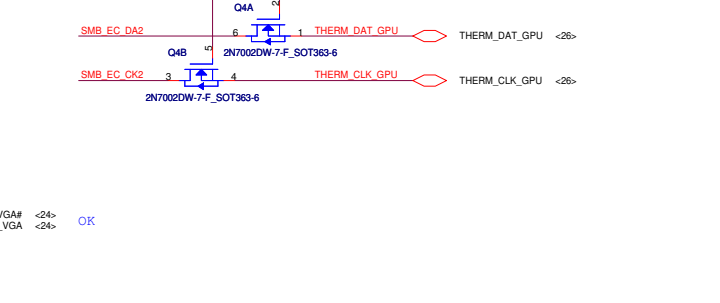 Q4A
2
SMB_EC_DA2 6 1 THERM_DAT_GPU THERM_DAT_GPU <26>
5
Q4B 2N7002DW-7-F_SOT363-6
SMB_EC_CK2 3 4 THERM_CLK_GPU THERM_CLK_GPU <26>
2N7002DW-7-F_SOT363-6
VGA# <24>
_VGA <24>
OK